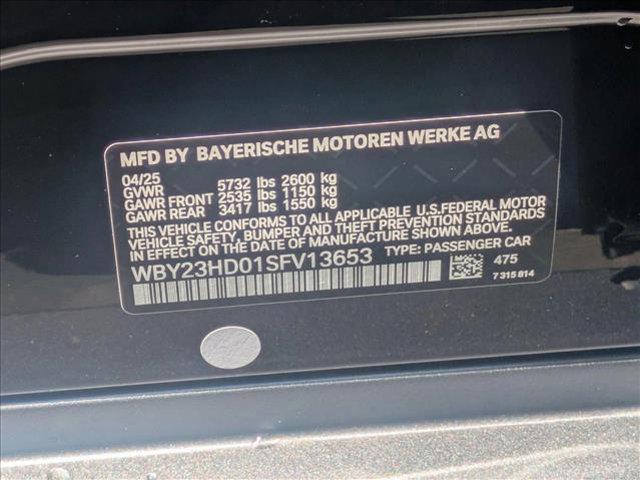 MFD BY BAYERISCHE MOTOREN WERKE AG
04/25
GVWR 5732 lbs 2600 kg
GAWR FRONT 2535 lbs 1150 kg
GAWR REAR 3417 lbs 1550 kg
THIS VEHICLE CONFORMS TO ALL APPLICABLE U.S. FEDERAL MOTOR
VEHICLE SAFETY, BUMPER AND THEFT PREVENTION STANDARDS
IN EFFECT ON THE DATE OF MANUFACTURE SHOWN ABOVE.
WBY23HD01SFV13653 TYPE: PASSENGER CAR
475
7 315 814